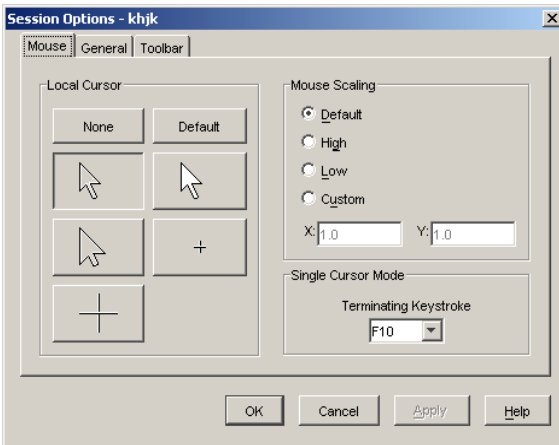 Session Options - khjk
Mouse General Toolbar
Local Cursor
None Default
Mouse Scaling
Default
High
Low
Custom
X: 1.0 Y: 1.0
Single Cursor Mode
Terminating Keystroke
F10
OK Cancel Apply Help